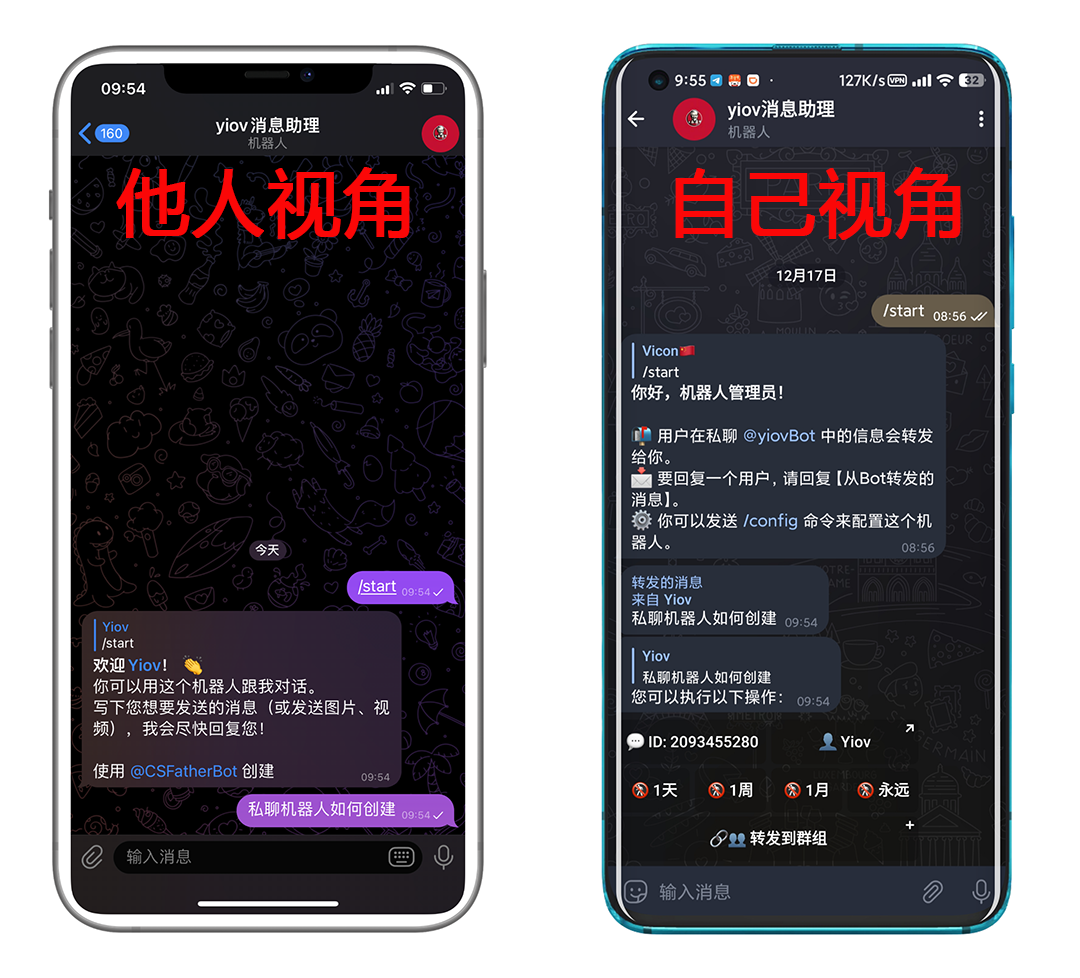 09:54
160
yiov消息助理
机器人
他人视角
今天
/start 09:54
Yiov
/start
欢迎 Yiov! 👏
你可以用这个机器人跟我对话。
写下您想要发送的消息（或发送图片、视
频），我会尽快回复您！
使用 @CSFatherBot 创建
09:54
私聊机器人如何创建 09:54
输入消息
9:55
127K/s VPN 32
yiov消息助理
机器人
自己视角
12月17日
/start 08:56
Vicon🇨🇳
/start
你好，机器人管理员！
📬 用户在私聊 @yiovBot 中的信息会转发
给你。
📩 要回复一个用户，请回复【从Bot转发的
消息】。
⚙️ 你可以发送 /config 命令来配置这个机
器人。
08:56
转发的消息
来自 Yiov
私聊机器人如何创建 09:54
Yiov
私聊机器人如何创建
您可以执行以下操作： 09:54
💬 ID: 2093455280
👤 Yiov
🚷 1天
🚷 1周
🚷 1月
🚷 永远
🔗👥 转发到群组
输入消息
MOULIN
COEUR
NOTRE-
DAME
GERMAIN